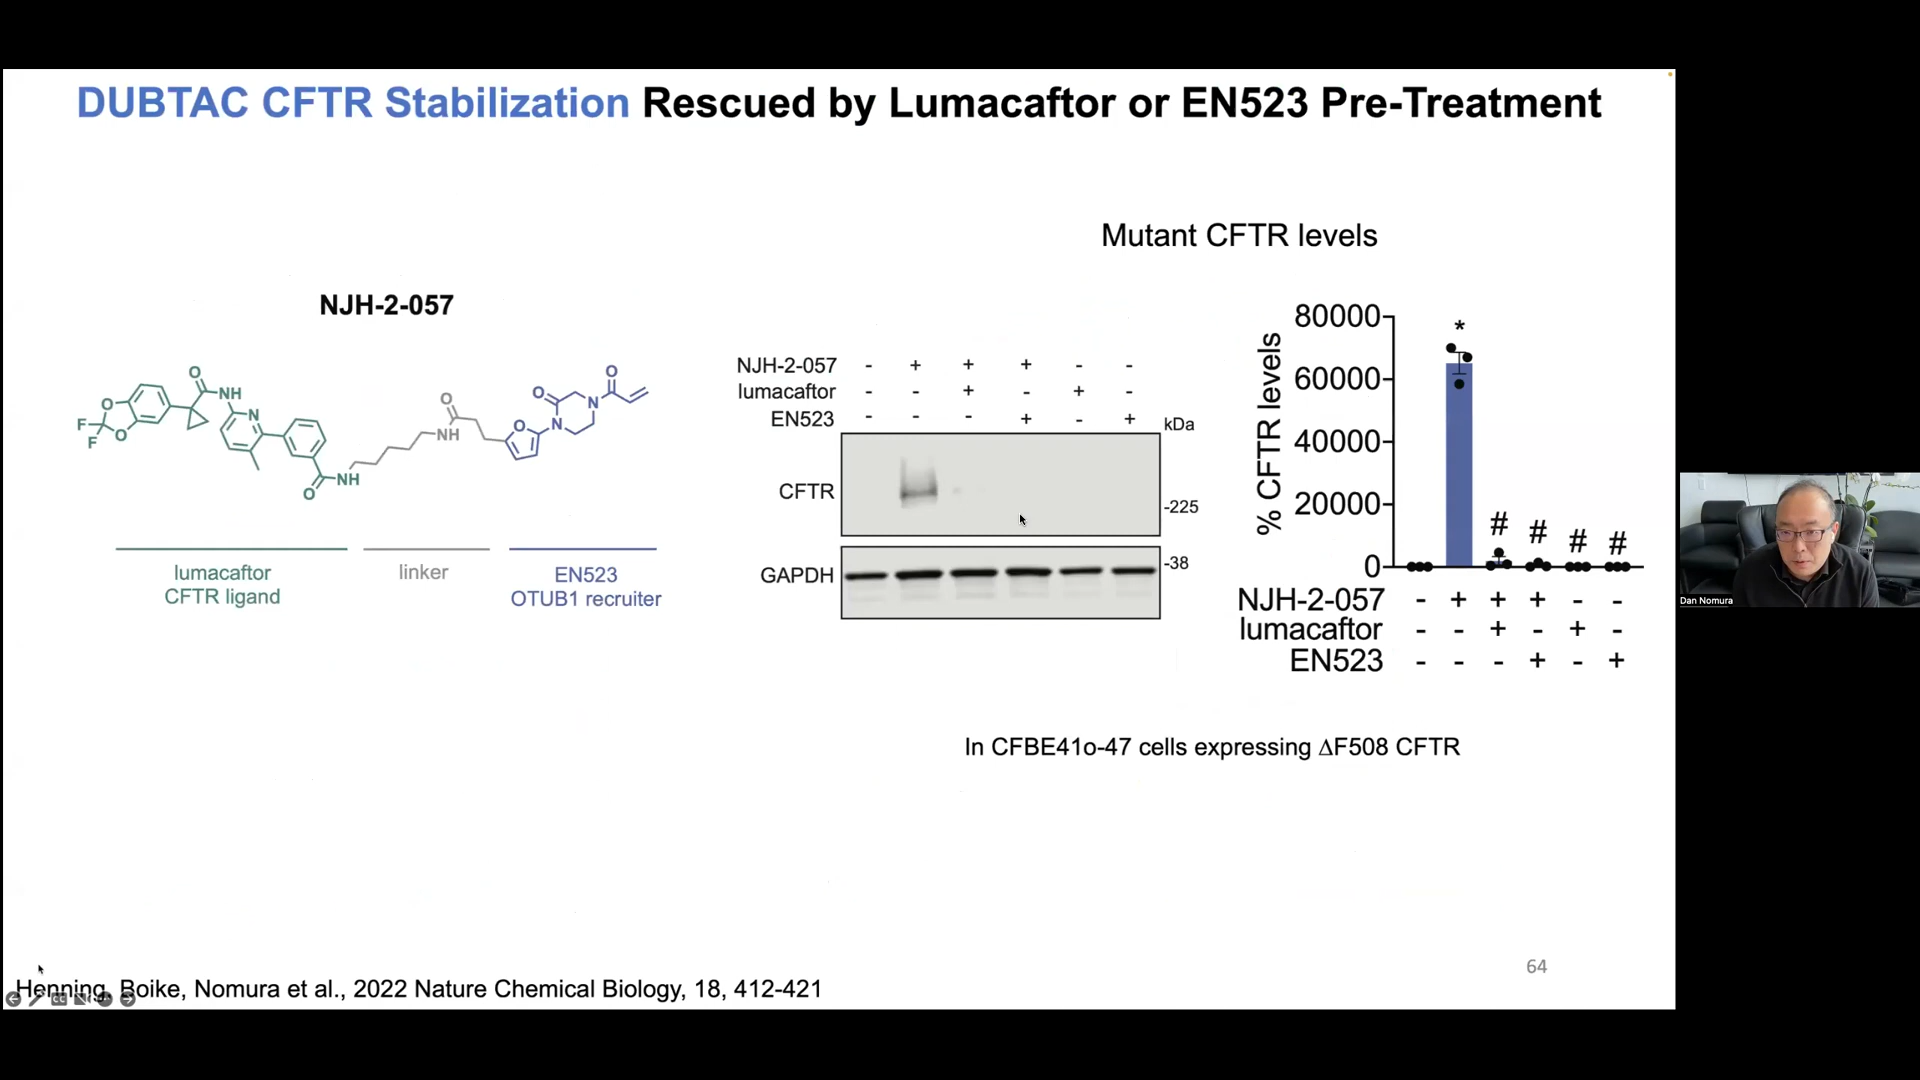 DUBTAC CFTR Stabilization Rescued by Lumacaftor or EN523 Pre-Treatment
NJH-2-057
O
NH
N
O
O
F
F
O
NH
O
NH
O
O
N
N
O
lumacaftor
CFTR ligand
linker
EN523
OTUB1 recruiter
Mutant CFTR levels
NJH-2-057 - + + + - -
lumacaftor - - + - + -
EN523 - - - + - +
kDa
CFTR
-225
GAPDH
-38
% CFTR levels
80000
60000
40000
20000
0
*
# # # #
NJH-2-057 - + + + - -
lumacaftor - - + - + -
EN523 - - - + - +
In CFBE41o-47 cells expressing ΔF508 CFTR
64
Henning, Boike, Nomura et al., 2022 Nature Chemical Biology, 18, 412-421
Dan Nomura